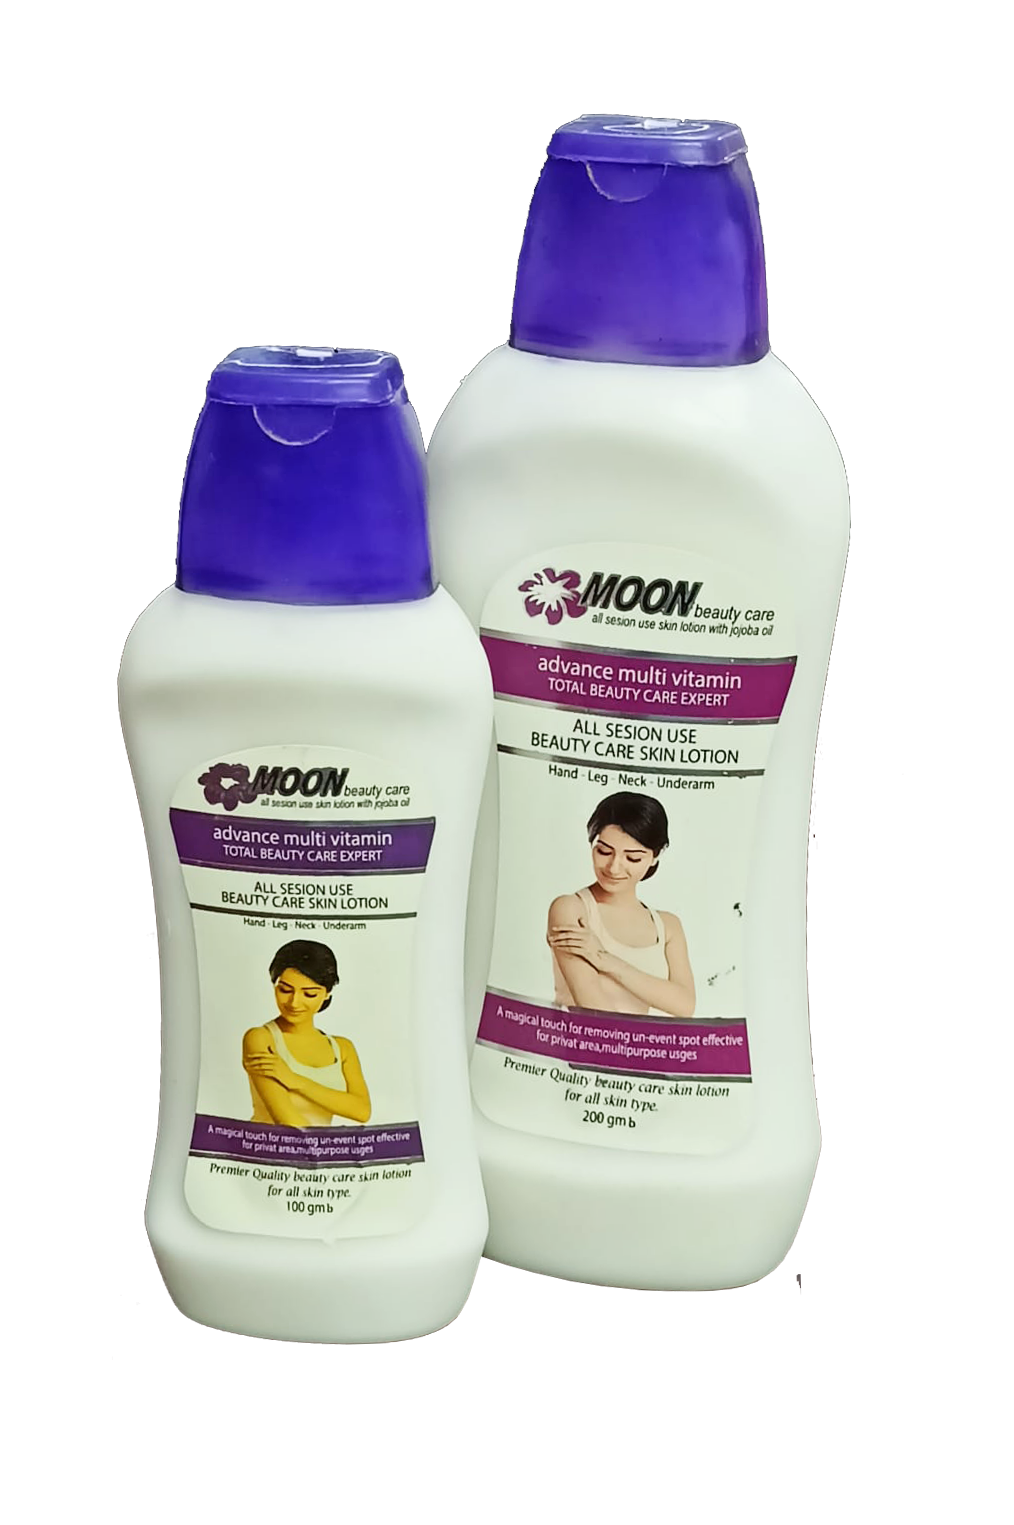 MOON beauty care
all sesion use skin lotion with jojoba oil
advance multi vitamin
TOTAL BEAUTY CARE EXPERT
ALL SESION USE
BEAUTY CARE SKIN LOTION
Hand - Leg - Neck - Underarm
A magical touch for removing un-event spot effective
for privat area,multipurpose usges
Premier Quality beauty care skin lotion
for all skin type.
100 gmb
MOON beauty care
all sesion use skin lotion with jojoba oil
advance multi vitamin
TOTAL BEAUTY CARE EXPERT
ALL SESION USE
BEAUTY CARE SKIN LOTION
Hand - Leg - Neck - Underarm
A magical touch for removing un-event spot effective
for privat area,multipurpose usges
Premier Quality beauty care skin lotion
for all skin type.
200 gmb